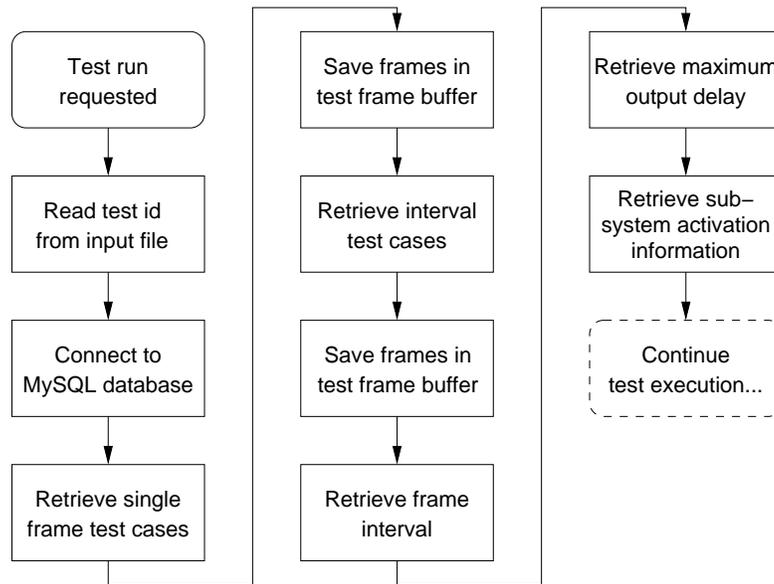 Test run
requested
Read test id
from input file
Connect to
MySQL database
Retrieve single
frame test cases
Save frames in
test frame buffer
Retrieve interval
test cases
Save frames in
test frame buffer
Retrieve frame
interval
Retrieve maximum
output delay
Retrieve sub−
system activation
information
Continue
test execution...